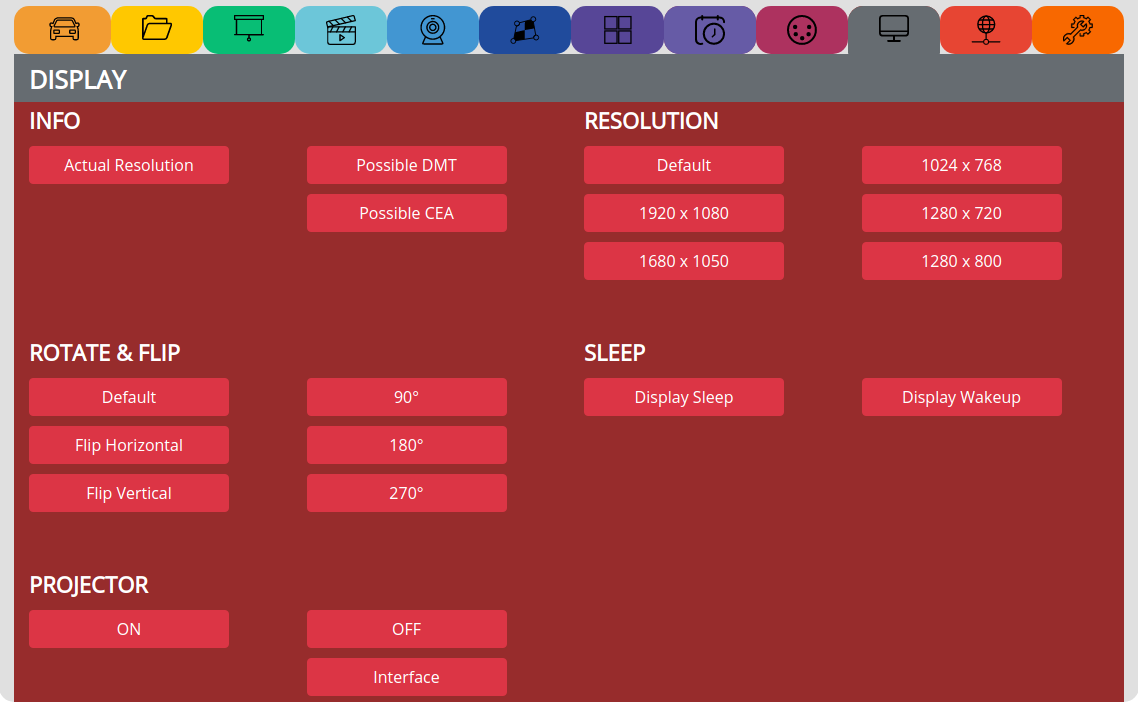 DISPLAY
INFO
Actual Resolution
Possible DMT
Possible CEA
RESOLUTION
Default
1024 x 768
1920 x 1080
1280 x 720
1680 x 1050
1280 x 800
ROTATE & FLIP
Default
90°
Flip Horizontal
180°
Flip Vertical
270°
SLEEP
Display Sleep
Display Wakeup
PROJECTOR
ON
OFF
Interface